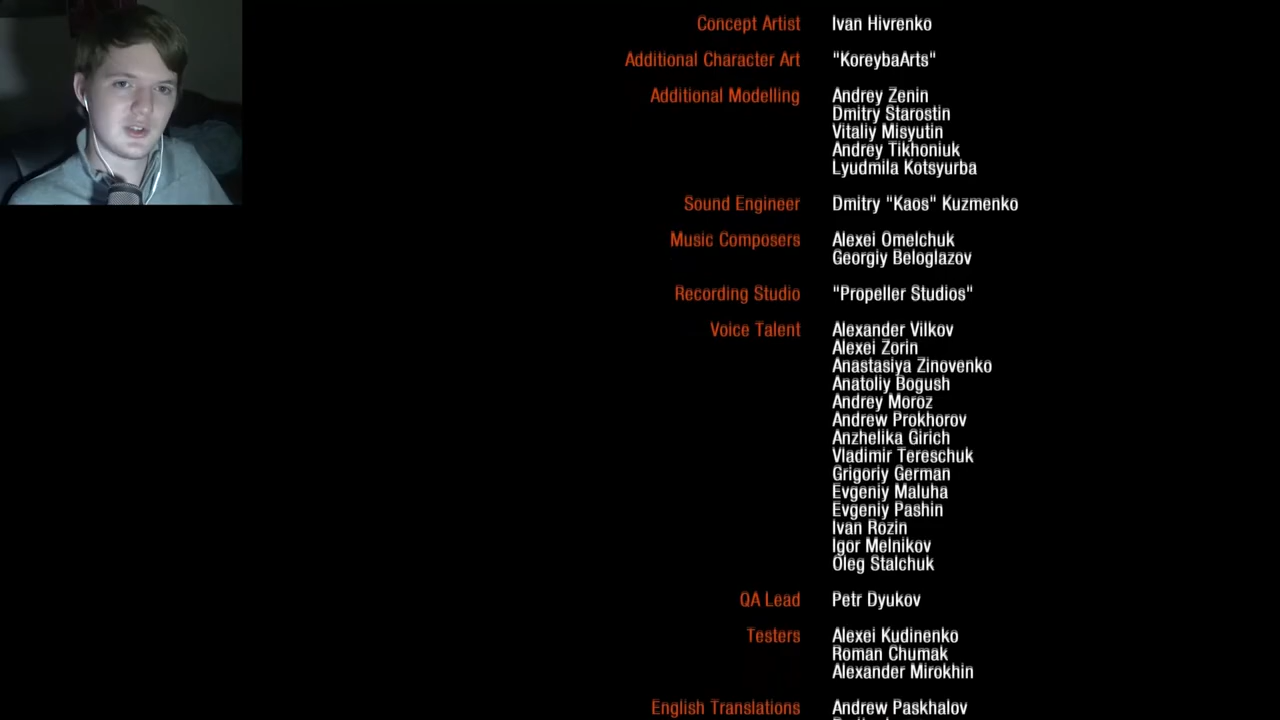 Concept Artist Ivan Hivrenko
Additional Character Art "KoreybaArts"
Additional Modelling Andrey Zenin
Dmitry Starostin
Vitaliy Misyutin
Andrey Tikhoniuk
Lyudmila Kotsyurba
Sound Engineer Dmitry "Kaos" Kuzmenko
Music Composers Alexei Omelchuk
Georgiy Beloglazov
Recording Studio "Propeller Studios"
Voice Talent Alexander Vilkov
Alexei Zorin
Anastasiya Zinovenko
Anatoliy Bogush
Andrey Moroz
Andrew Prokhorov
Anzhelika Girich
Vladimir Tereschuk
Grigoriy German
Evgeniy Maluha
Evgeniy Pashin
Ivan Rozin
Igor Melnikov
Oleg Stalchuk
QA Lead Petr Dyukov
Testers Alexei Kudinenko
Roman Chumak
Alexander Mirokhin
English Translations Andrew Paskhalov